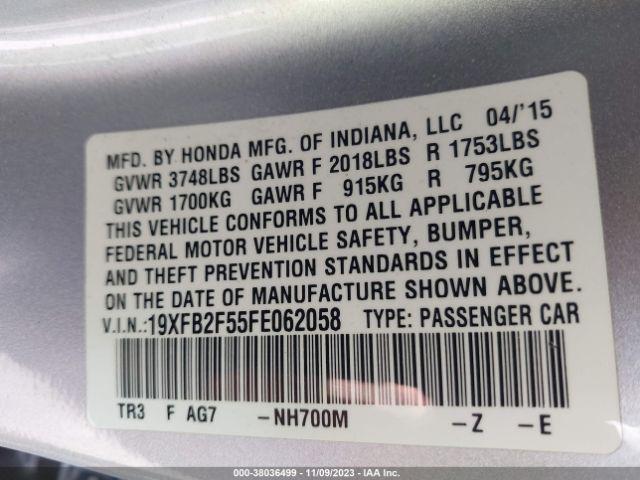 MFD. BY HONDA MFG. OF INDIANA, LLC 04/'15
GVWR 3748LBS GAWR F 2018LBS R 1753LBS
GVWR 1700KG GAWR F 915KG R 795KG
THIS VEHICLE CONFORMS TO ALL APPLICABLE
FEDERAL MOTOR VEHICLE SAFETY, BUMPER,
AND THEFT PREVENTION STANDARDS IN EFFECT
ON THE DATE OF MANUFACTURE SHOWN ABOVE.
V.I.N.:19XFB2F55FE062058 TYPE: PASSENGER CAR
TR3 F AG7 -NH700M -Z -E
000-38036499 - 11/09/2023 - IAA Inc.